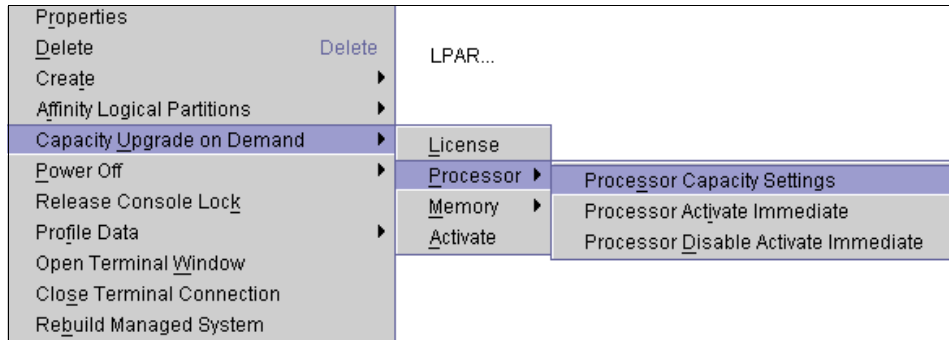 Properties
Delete Delete
Create
Affinity Logical Partitions
Capacity Upgrade on Demand
Power Off
Release Console Lock
Profile Data
Open Terminal Window
Close Terminal Connection
Rebuild Managed System
LPAR...
License
Processor
Memory
Activate
Processor Capacity Settings
Processor Activate Immediate
Processor Disable Activate Immediate